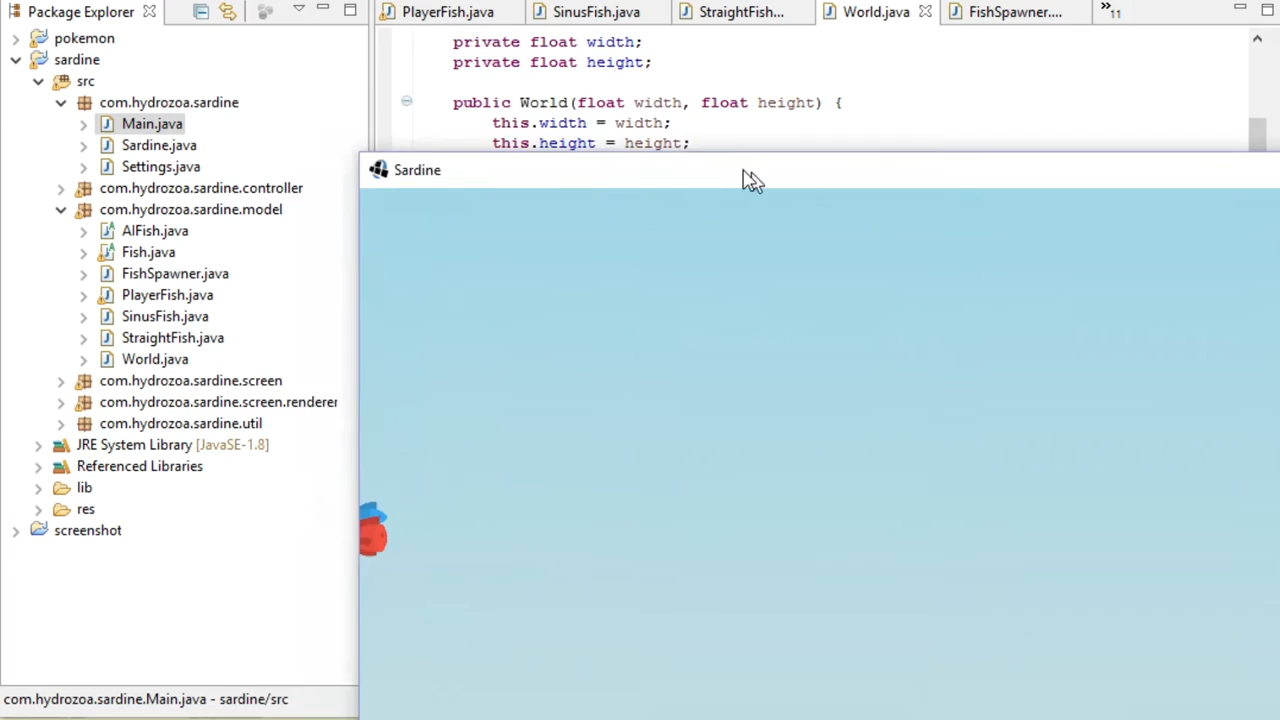 Package Explorer
PlayerFish.java
SinusFish.java
StraightFish...
World.java
FishSpawner....
»11
pokemon
sardine
src
com.hydrozoa.sardine
Main.java
Sardine.java
Settings.java
com.hydrozoa.sardine.controller
com.hydrozoa.sardine.model
AIFish.java
Fish.java
FishSpawner.java
PlayerFish.java
SinusFish.java
StraightFish.java
World.java
com.hydrozoa.sardine.screen
com.hydrozoa.sardine.screen.renderer
com.hydrozoa.sardine.util
JRE System Library [JavaSE-1.8]
Referenced Libraries
lib
res
screenshot
private float width;
private float height;
public World(float width, float height) {
this.width = width;
this.height = height;
Sardine
com.hydrozoa.sardine.Main.java - sardine/src